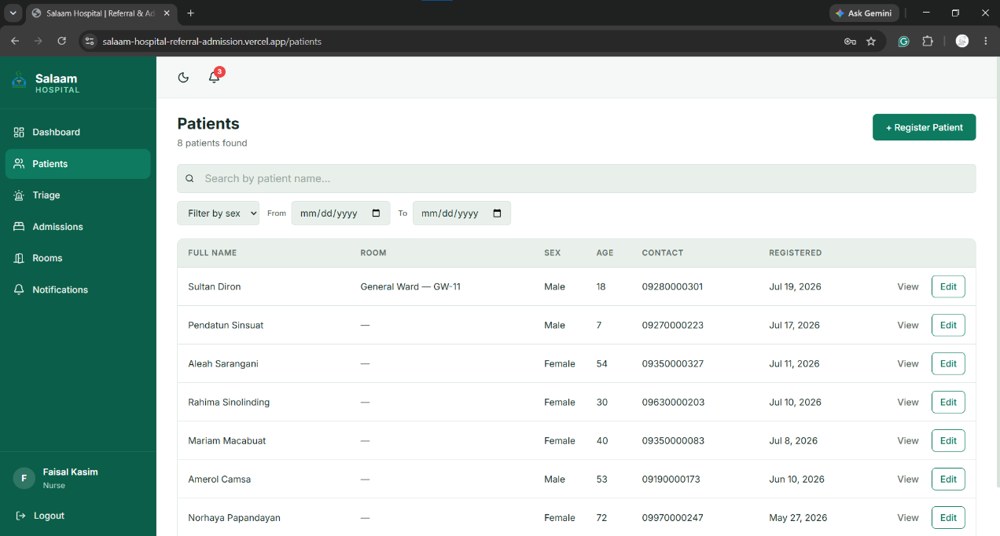 Salaam Hospital | Referral & Ad
Ask Gemini
salaam-hospital-referral-admission.vercel.app/patients
Salaam
HOSPITAL
Dashboard
Patients
Triage
Admissions
Rooms
Notifications
Faisal Kasim
F
Nurse
Logout
3
Patients
8 patients found
+ Register Patient
Search by patient name...
Filter by sex From mm/dd/yyyy To mm/dd/yyyy
FULL NAME ROOM SEX AGE CONTACT REGISTERED
Sultan Diron General Ward — GW-11 Male 18 09280000301 Jul 19, 2026 View Edit
Pendatun Sinsuat — Male 7 09270000223 Jul 17, 2026 View Edit
Aleah Sarangani — Female 54 09350000327 Jul 11, 2026 View Edit
Rahima Sinolinding — Female 30 09630000203 Jul 10, 2026 View Edit
Mariam Macabuat — Female 40 09350000083 Jul 8, 2026 View Edit
Amerol Camsa — Male 53 09190000173 Jun 10, 2026 View Edit
Norhaya Papandayan — Female 72 09970000247 May 27, 2026 View Edit